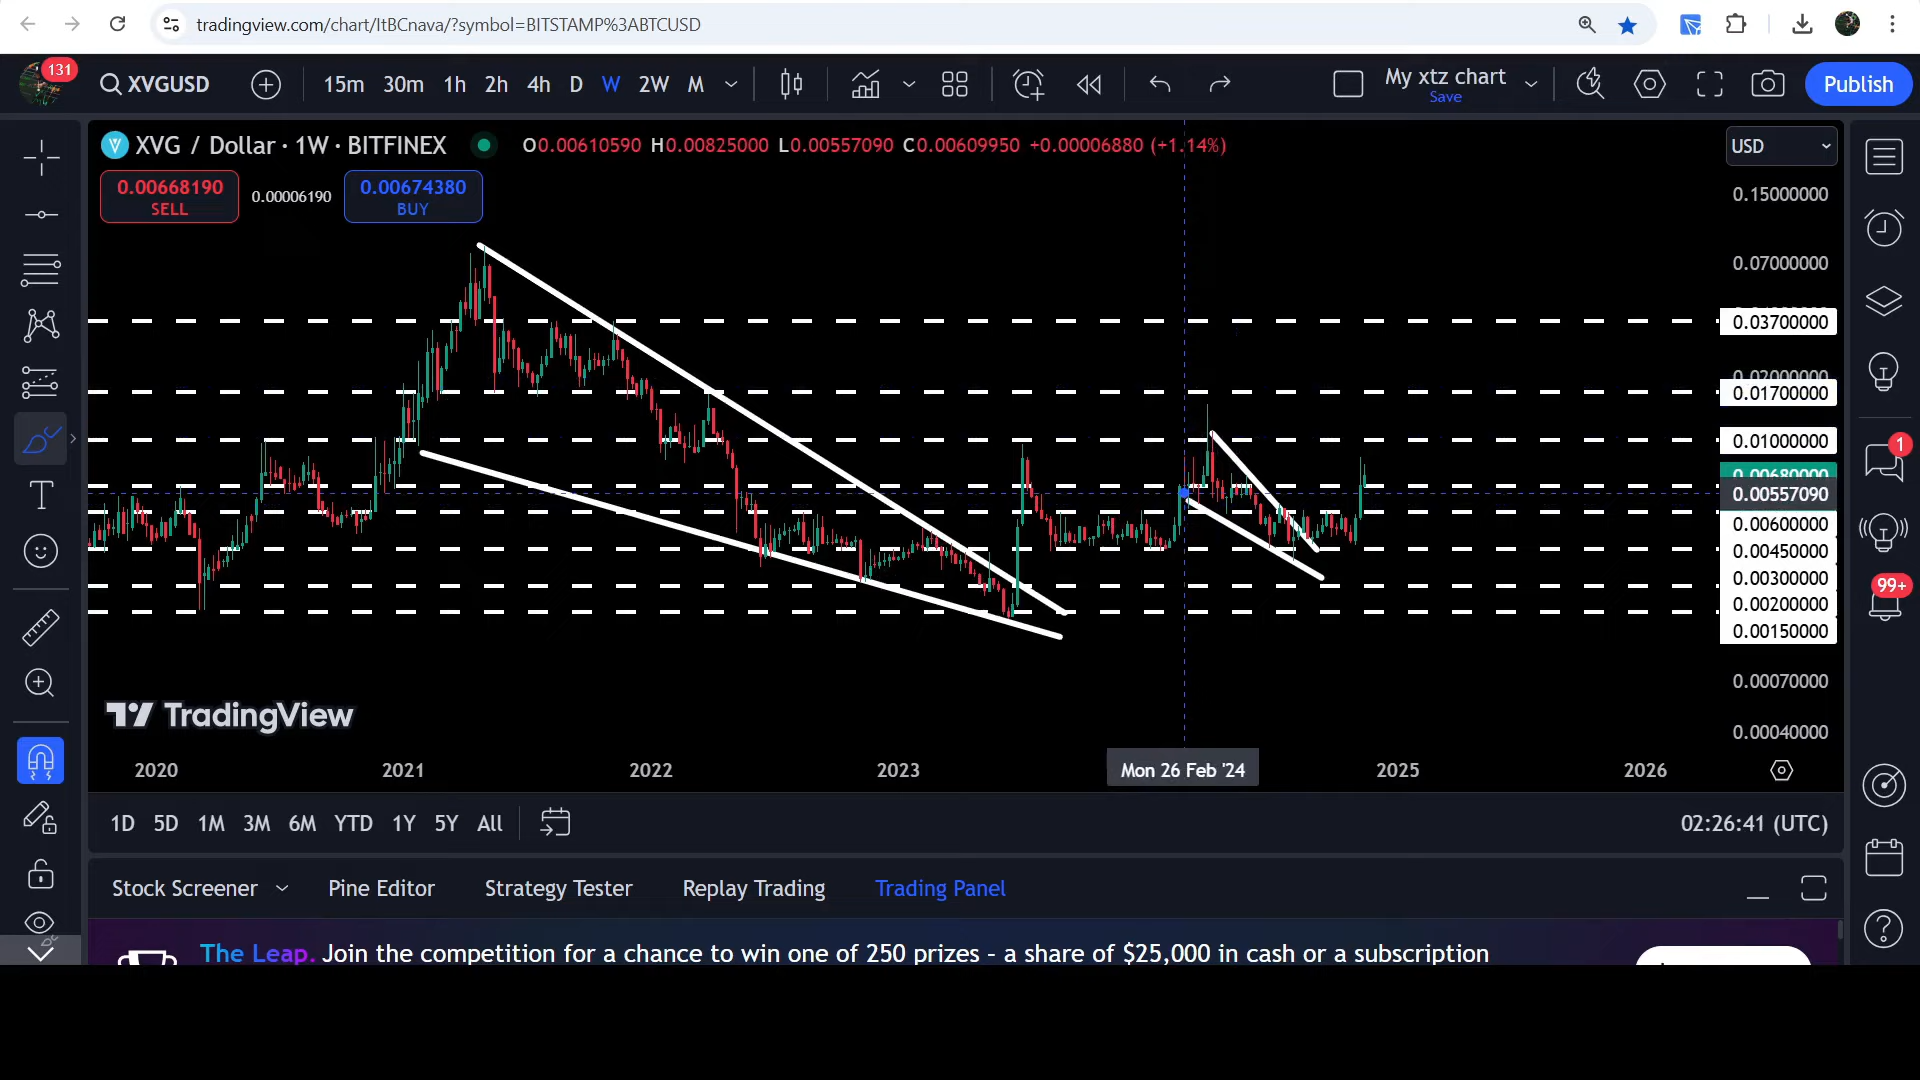 tradingview.com/chart/ItBCnava/?symbol=BITSTAMP%3ABTCUSD
131
XVGUSD
15m 30m 1h 2h 4h D W 2W M
My xtz chart
Save
Publish
XVG / Dollar · 1W · BITFINEX
O0.00610590 H0.00825000 L0.00557090 C0.00609950 +0.00006880 (+1.14%)
USD
0.00668190
SELL
0.00006190
0.00674380
BUY
0.15000000
0.07000000
0.03700000
0.02000000
0.01700000
0.01000000
0.00680000
0.00557090
0.00600000
0.00450000
0.00300000
0.00200000
0.00150000
0.00070000
0.00040000
1
99+
TradingView
2020 2021 2022 2023 Mon 26 Feb '24 2025 2026
1D 5D 1M 3M 6M YTD 1Y 5Y All
02:26:41 (UTC)
Stock Screener Pine Editor Strategy Tester Replay Trading Trading Panel
The Leap. Join the competition for a chance to win one of 250 prizes - a share of $25,000 in cash or a subscription